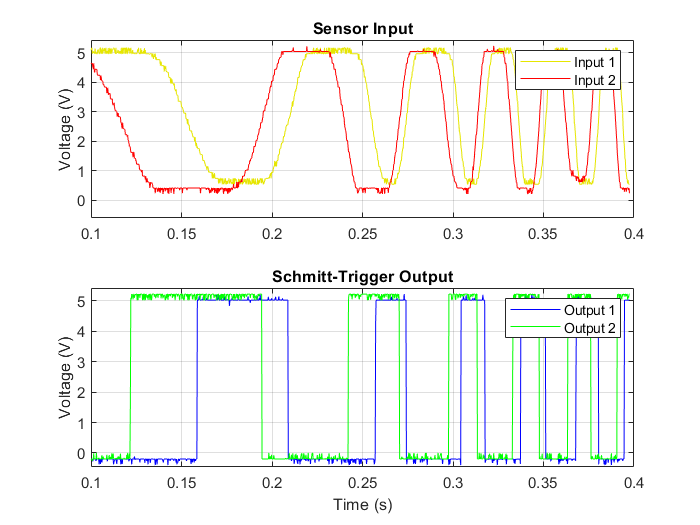 Sensor Input
Voltage (V)
5
4
3
2
1
0
Input 1
Input 2
0.1 0.15 0.2 0.25 0.3 0.35 0.4
Schmitt-Trigger Output
Voltage (V)
5
4
3
2
1
0
Output 1
Output 2
0.1 0.15 0.2 0.25 0.3 0.35 0.4
Time (s)